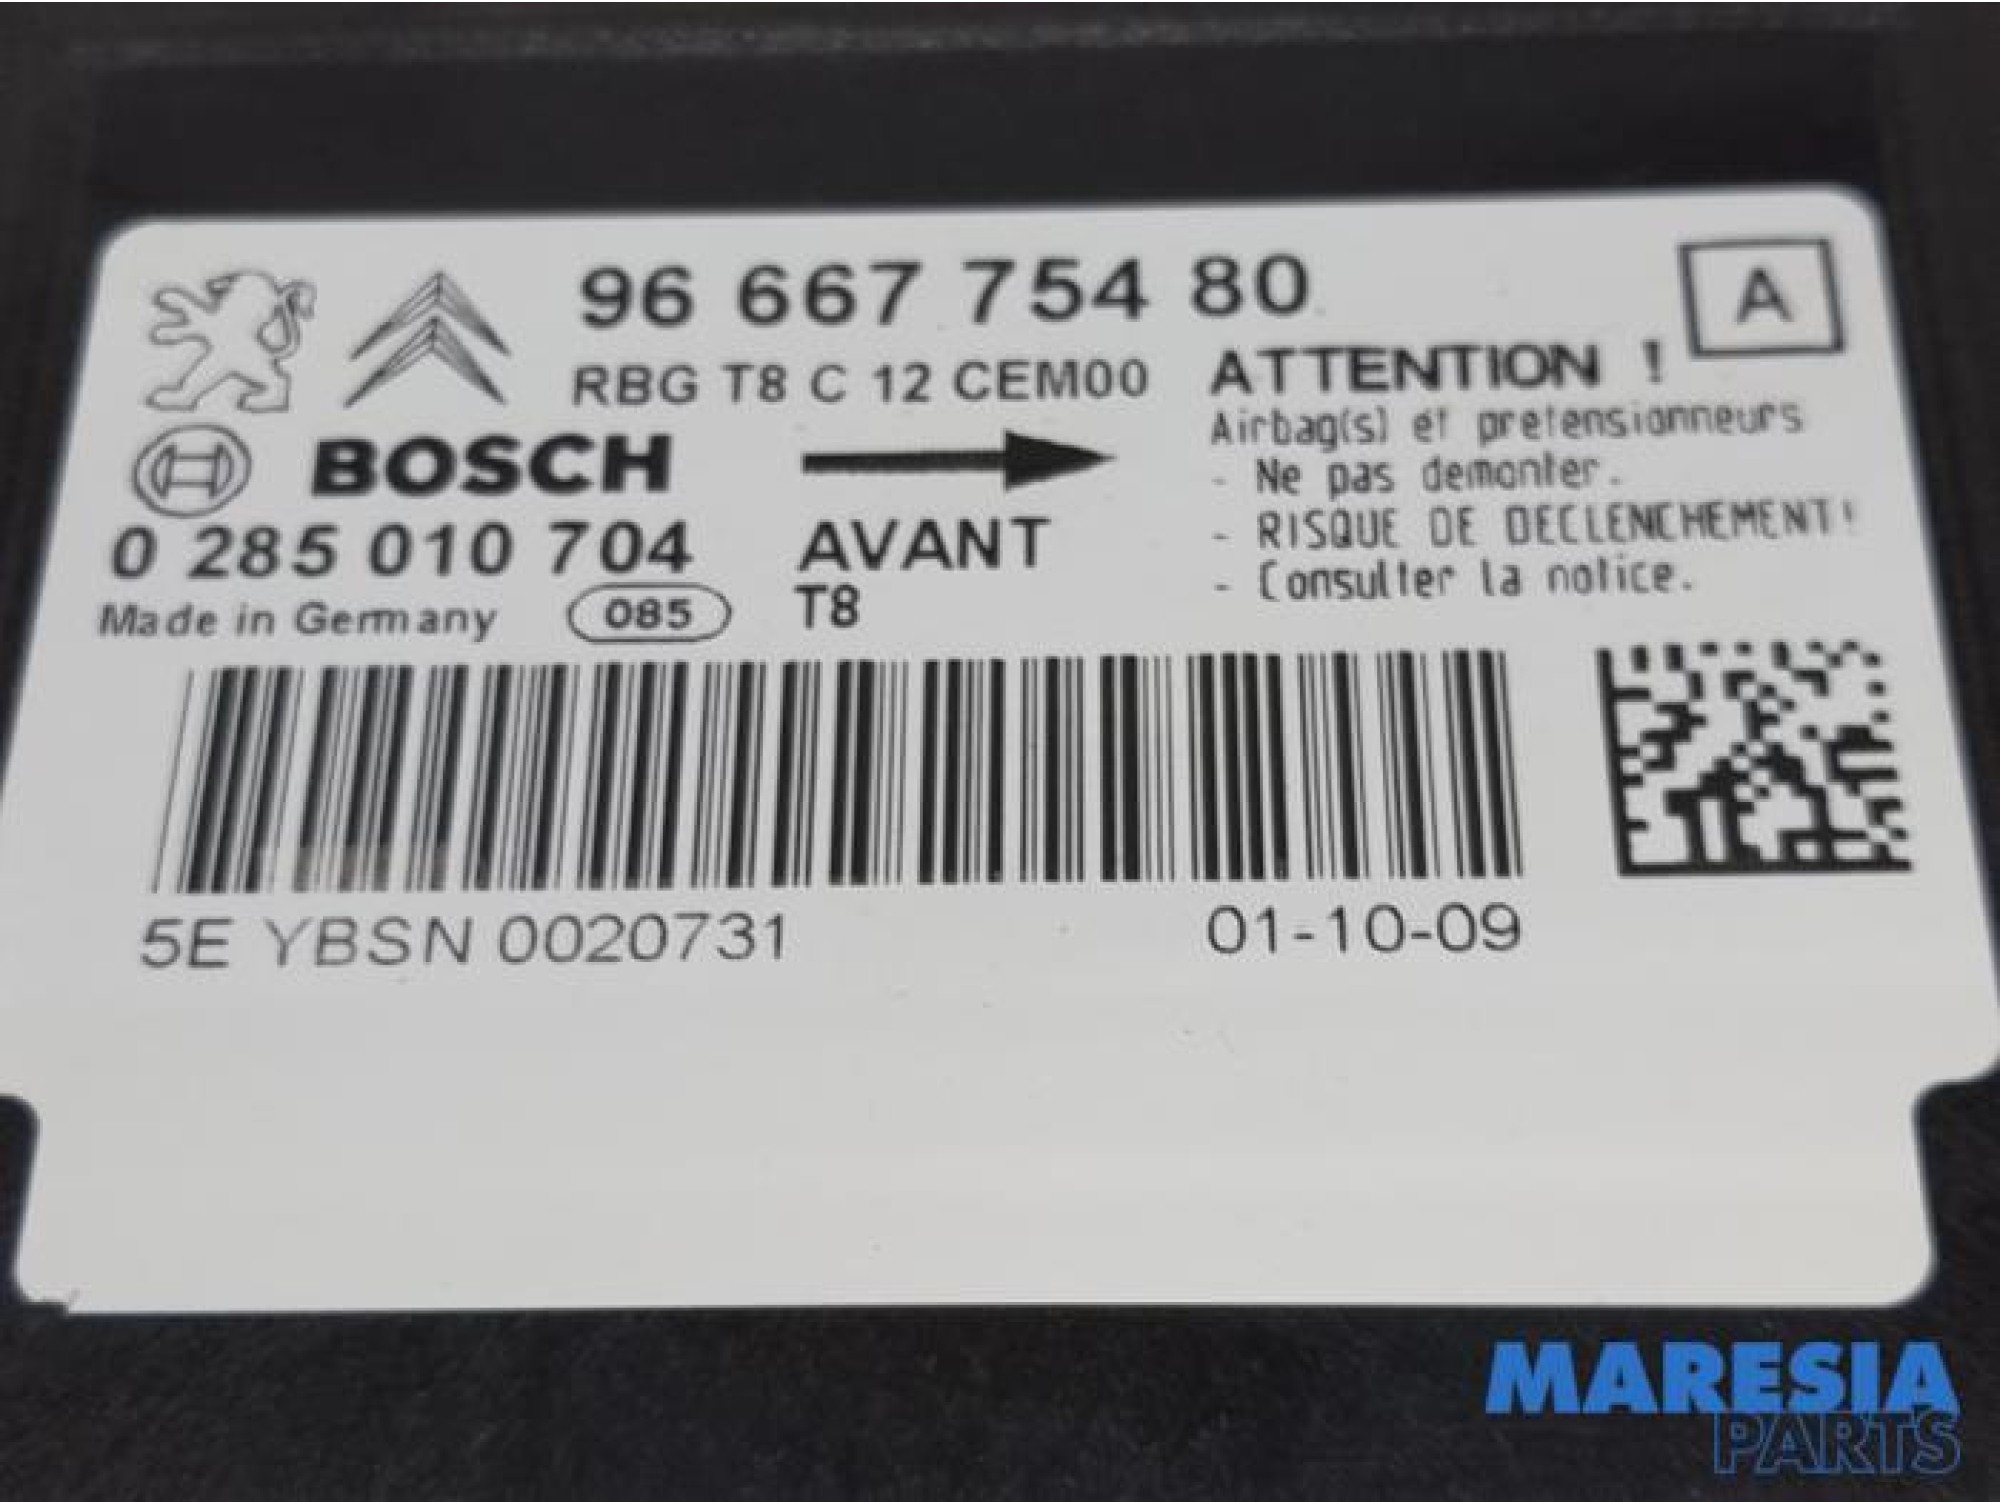 96 667 754 80
A
RBG T8 C 12 CEM00
ATTENTION !
Airbag(s) et pretensionneurs
- Ne pas demonter.
- RISQUE DE DECLENCHEMENT!
- Consulter la notice.
BOSCH
0 285 010 704
AVANT
Made in Germany
085
T8
5E YBSN 0020731
01-10-09
MARESIA
PARTS